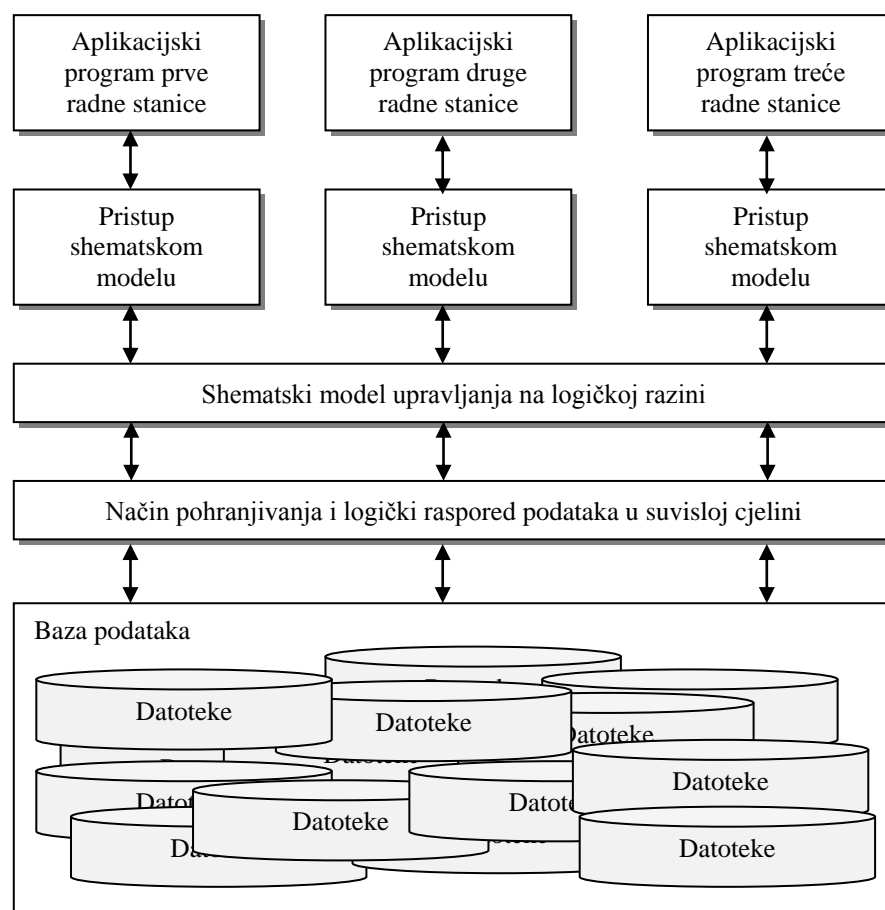 Aplikacijski
program prve
radne stanice
Aplikacijski
program druge
radne stanice
Aplikacijski
program treće
radne stanice
Pristup
shematskom
modelu
Pristup
shematskom
modelu
Pristup
shematskom
modelu
Shematski model upravljanja na logičkoj razini
Način pohranjivanja i logički raspored podataka u suvisloj cjelini
Baza podataka
Datoteke
Datoteke
Datoteke
Datoteke
Datoteke
Datoteke